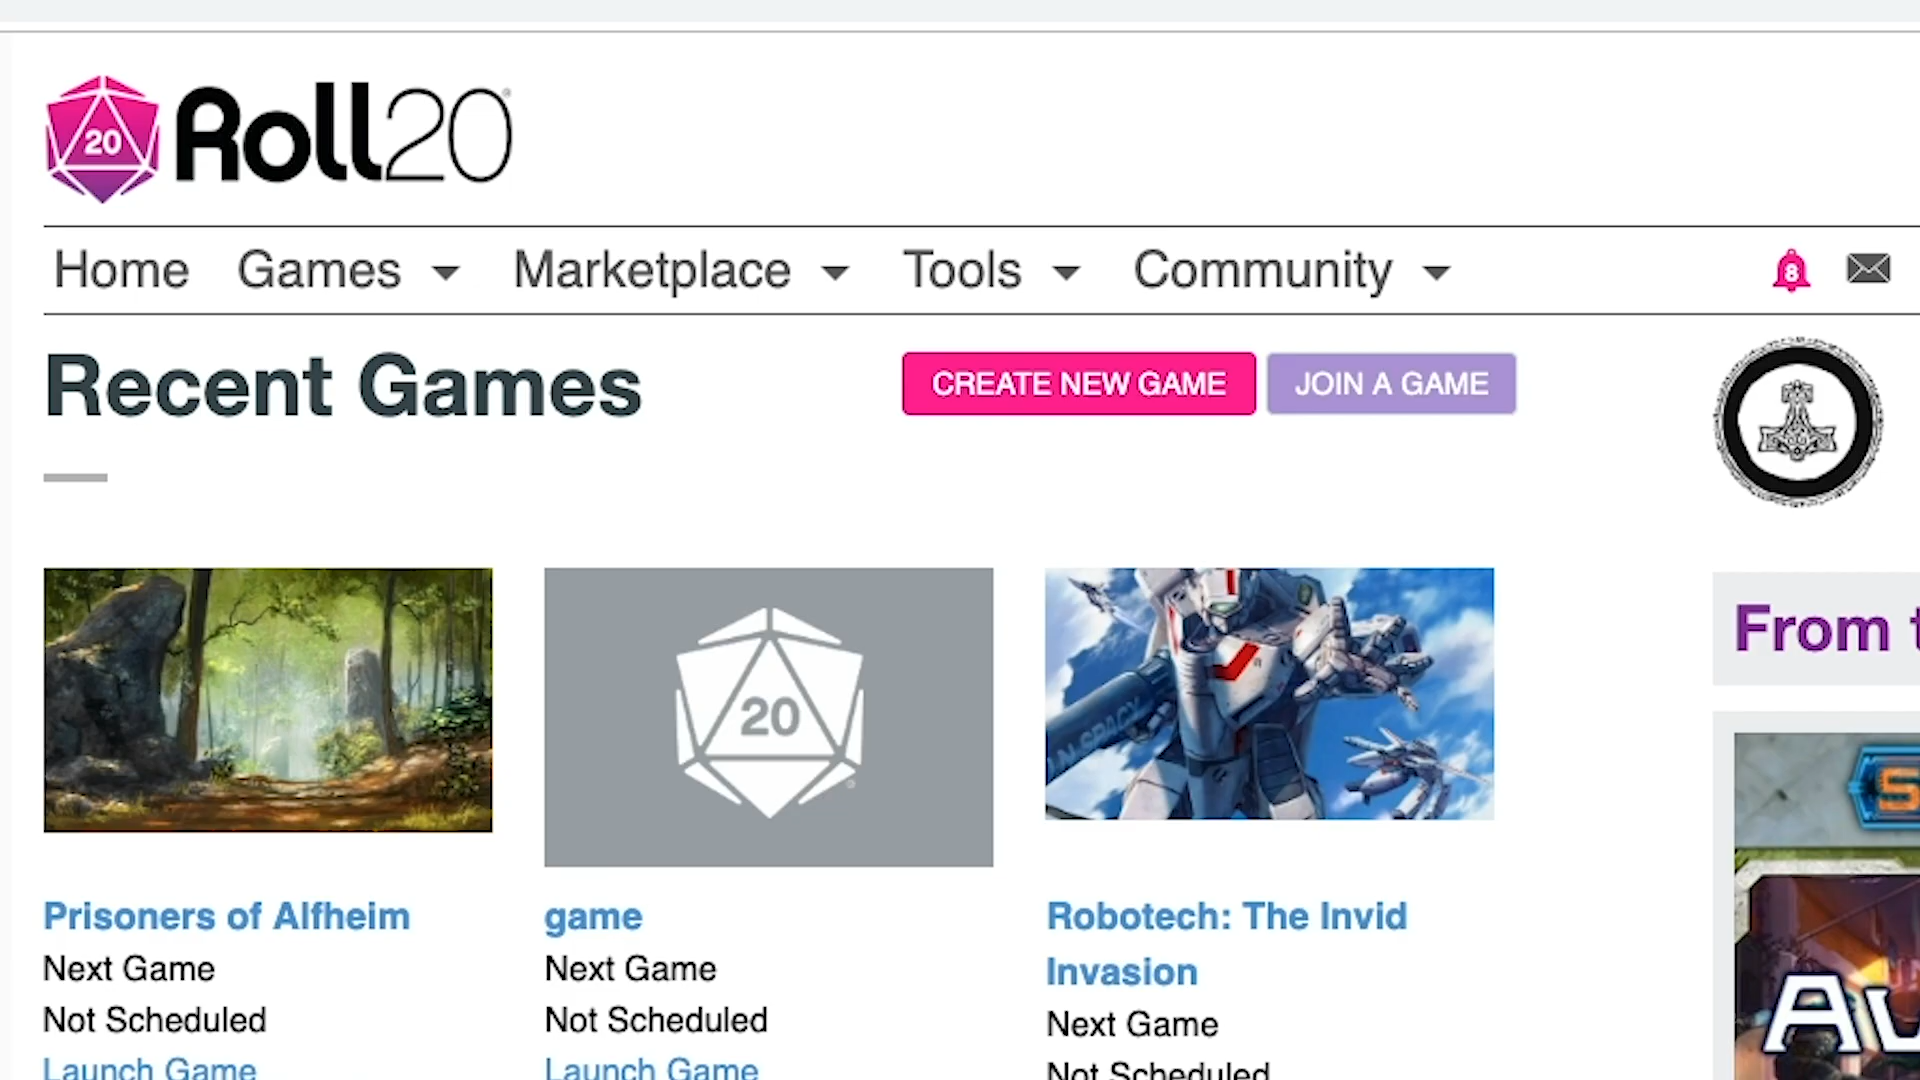 20 Roll20
Home Games Marketplace Tools Community 8
Recent Games
CREATE NEW GAME JOIN A GAME
20
From
Prisoners of Alfheim
game
Robotech: The Invid
Invasion
Next Game
Not Scheduled
Launch Game
Next Game
Not Scheduled
Launch Game
Next Game
Not Scheduled